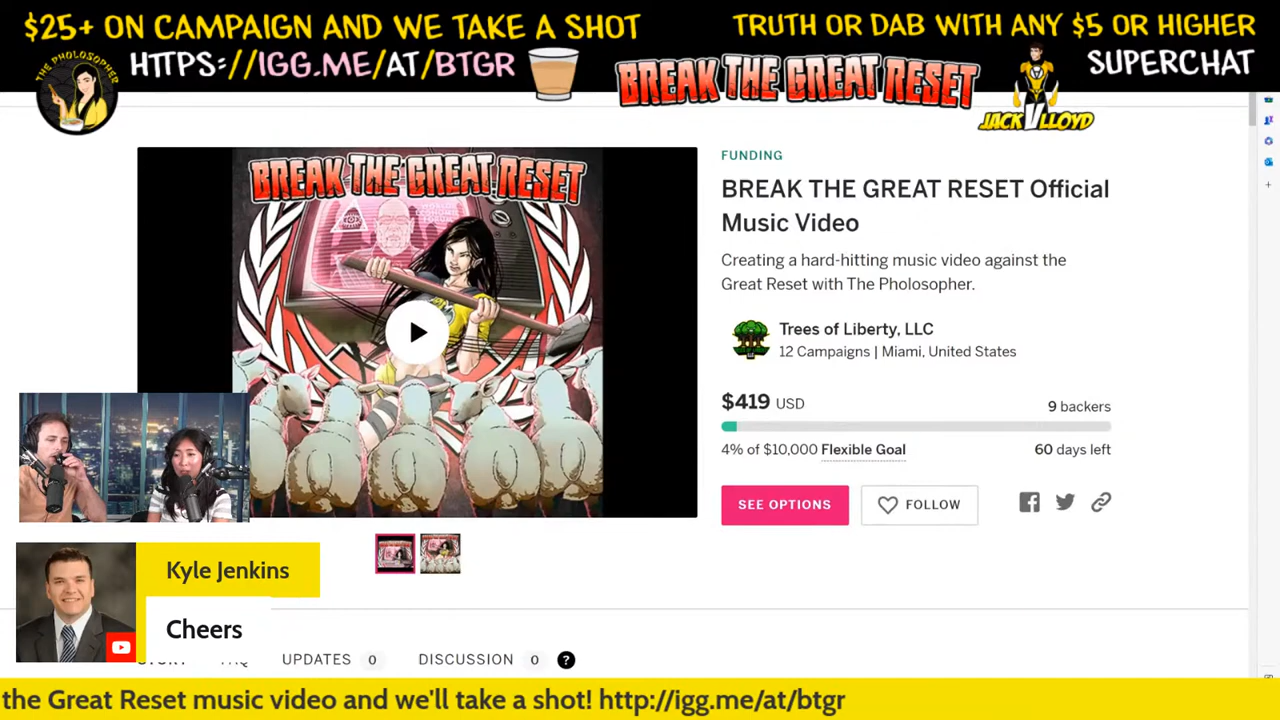 $25+ ON CAMPAIGN AND WE TAKE A SHOT
HTTPS://IGG.ME/AT/BTGR
THE PHOLOSOPHER
BREAK THE GREAT RESET
TRUTH OR DAB WITH ANY $5 OR HIGHER
SUPERCHAT
JACK V LLOYD
BREAK THE GREAT RESET
FUNDING
BREAK THE GREAT RESET Official
Music Video
Creating a hard-hitting music video against the
Great Reset with The Pholosopher.
Trees of Liberty, LLC
12 Campaigns | Miami, United States
$419 USD
9 backers
4% of $10,000 Flexible Goal
60 days left
SEE OPTIONS
FOLLOW
Kyle Jenkins
Cheers
UPDATES 0
DISCUSSION 0 ?
the Great Reset music video and we'll take a shot! http://igg.me/at/btgr